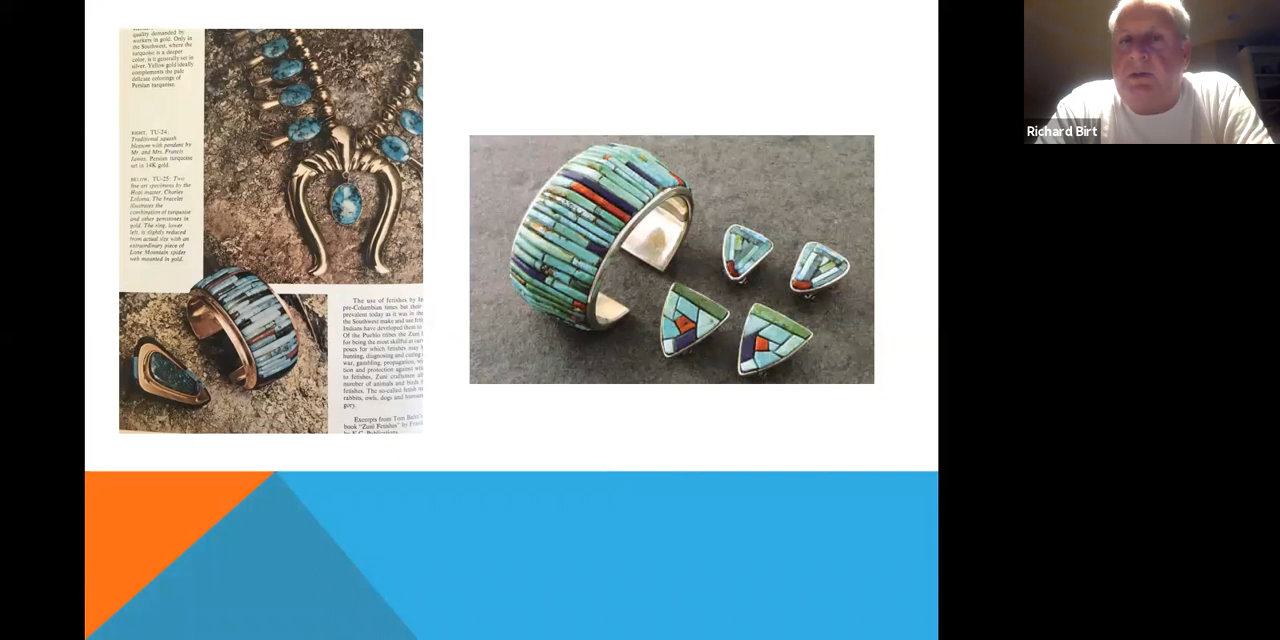 quality demanded by
workers in gold. Only in
the Southwest, where the
turquoise is a deeper
color, is it generally set in
silver. Yellow gold ideally
complements the pale
delicate colorings of
Persian turquoise.
RIGHT, TU-24:
Traditional squash
blossom with pendant by
Mr. and Mrs. Francis
James. Persian turquoise
set in 14K gold.
BELOW, TU-25: Two
fine art specimens by the
Hopi master, Charles
Loloma. The bracelet
illustrates the
combination of turquoise
and other gemstones in
gold. The ring, lower
left, is slightly reduced
from actual size with an
extraordinary piece of
Lone Mountain spider
web mounted in gold.
The use of fetishes by
pre-Columbian times but their
prevalent today as it was in the
the Southwest make and use
Indians have developed them to
Of the Pueblo tribes the Zuni
for being the most skillful at
poses for which fetishes may
hunting, diagnosing and curing
war, gambling, propagation,
tion and protection against
to fetishes, Zuni craftsmen
number of animals and birds
fetishes. The so-called fetish
rabbits, owls, dogs and
gory.
Excerpts from Tom
book "Zuni Fetishes" by
by K.C. Publications
Richard Birt